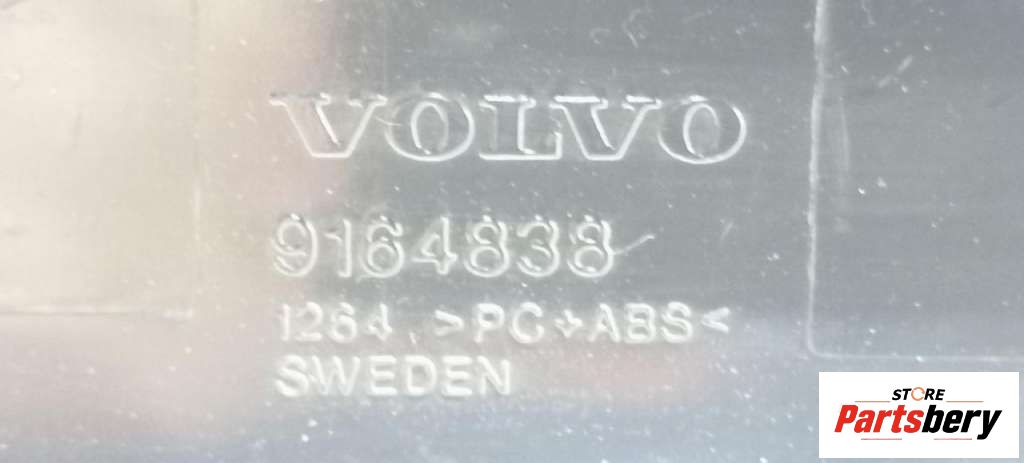 VOLVO
9164838
1264 >PC+ABS<
SWEDEN
STORE
Partsbery